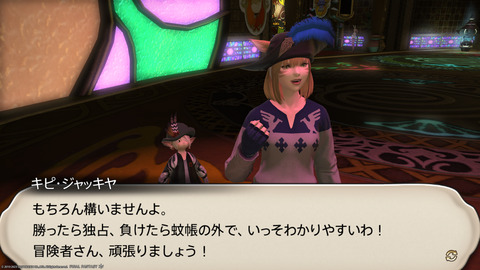 キピ・ジャッキヤ
もちろん構いませんよ。
勝ったら独占、負けたら蚊帳の外で、いっそわかりやすいわ！
冒険者さん、頑張りましょう！